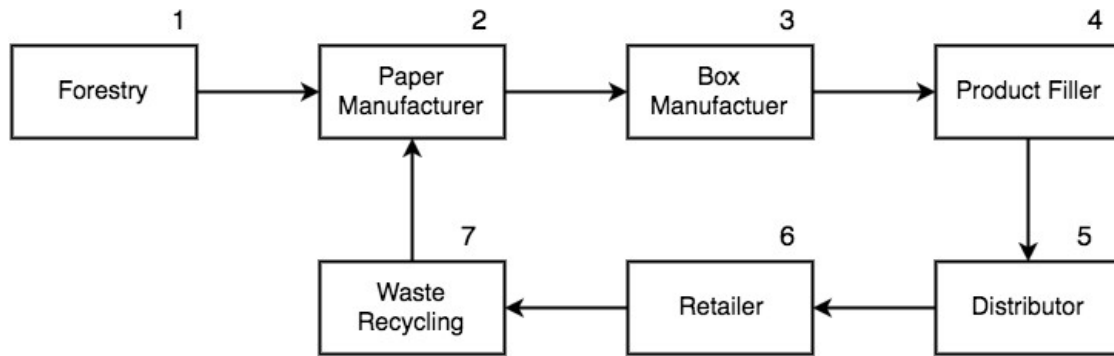 1
Forestry
2
Paper
Manufacturer
3
Box
Manufactuer
4
Product Filler
5
Distributor
6
Retailer
7
Waste
Recycling